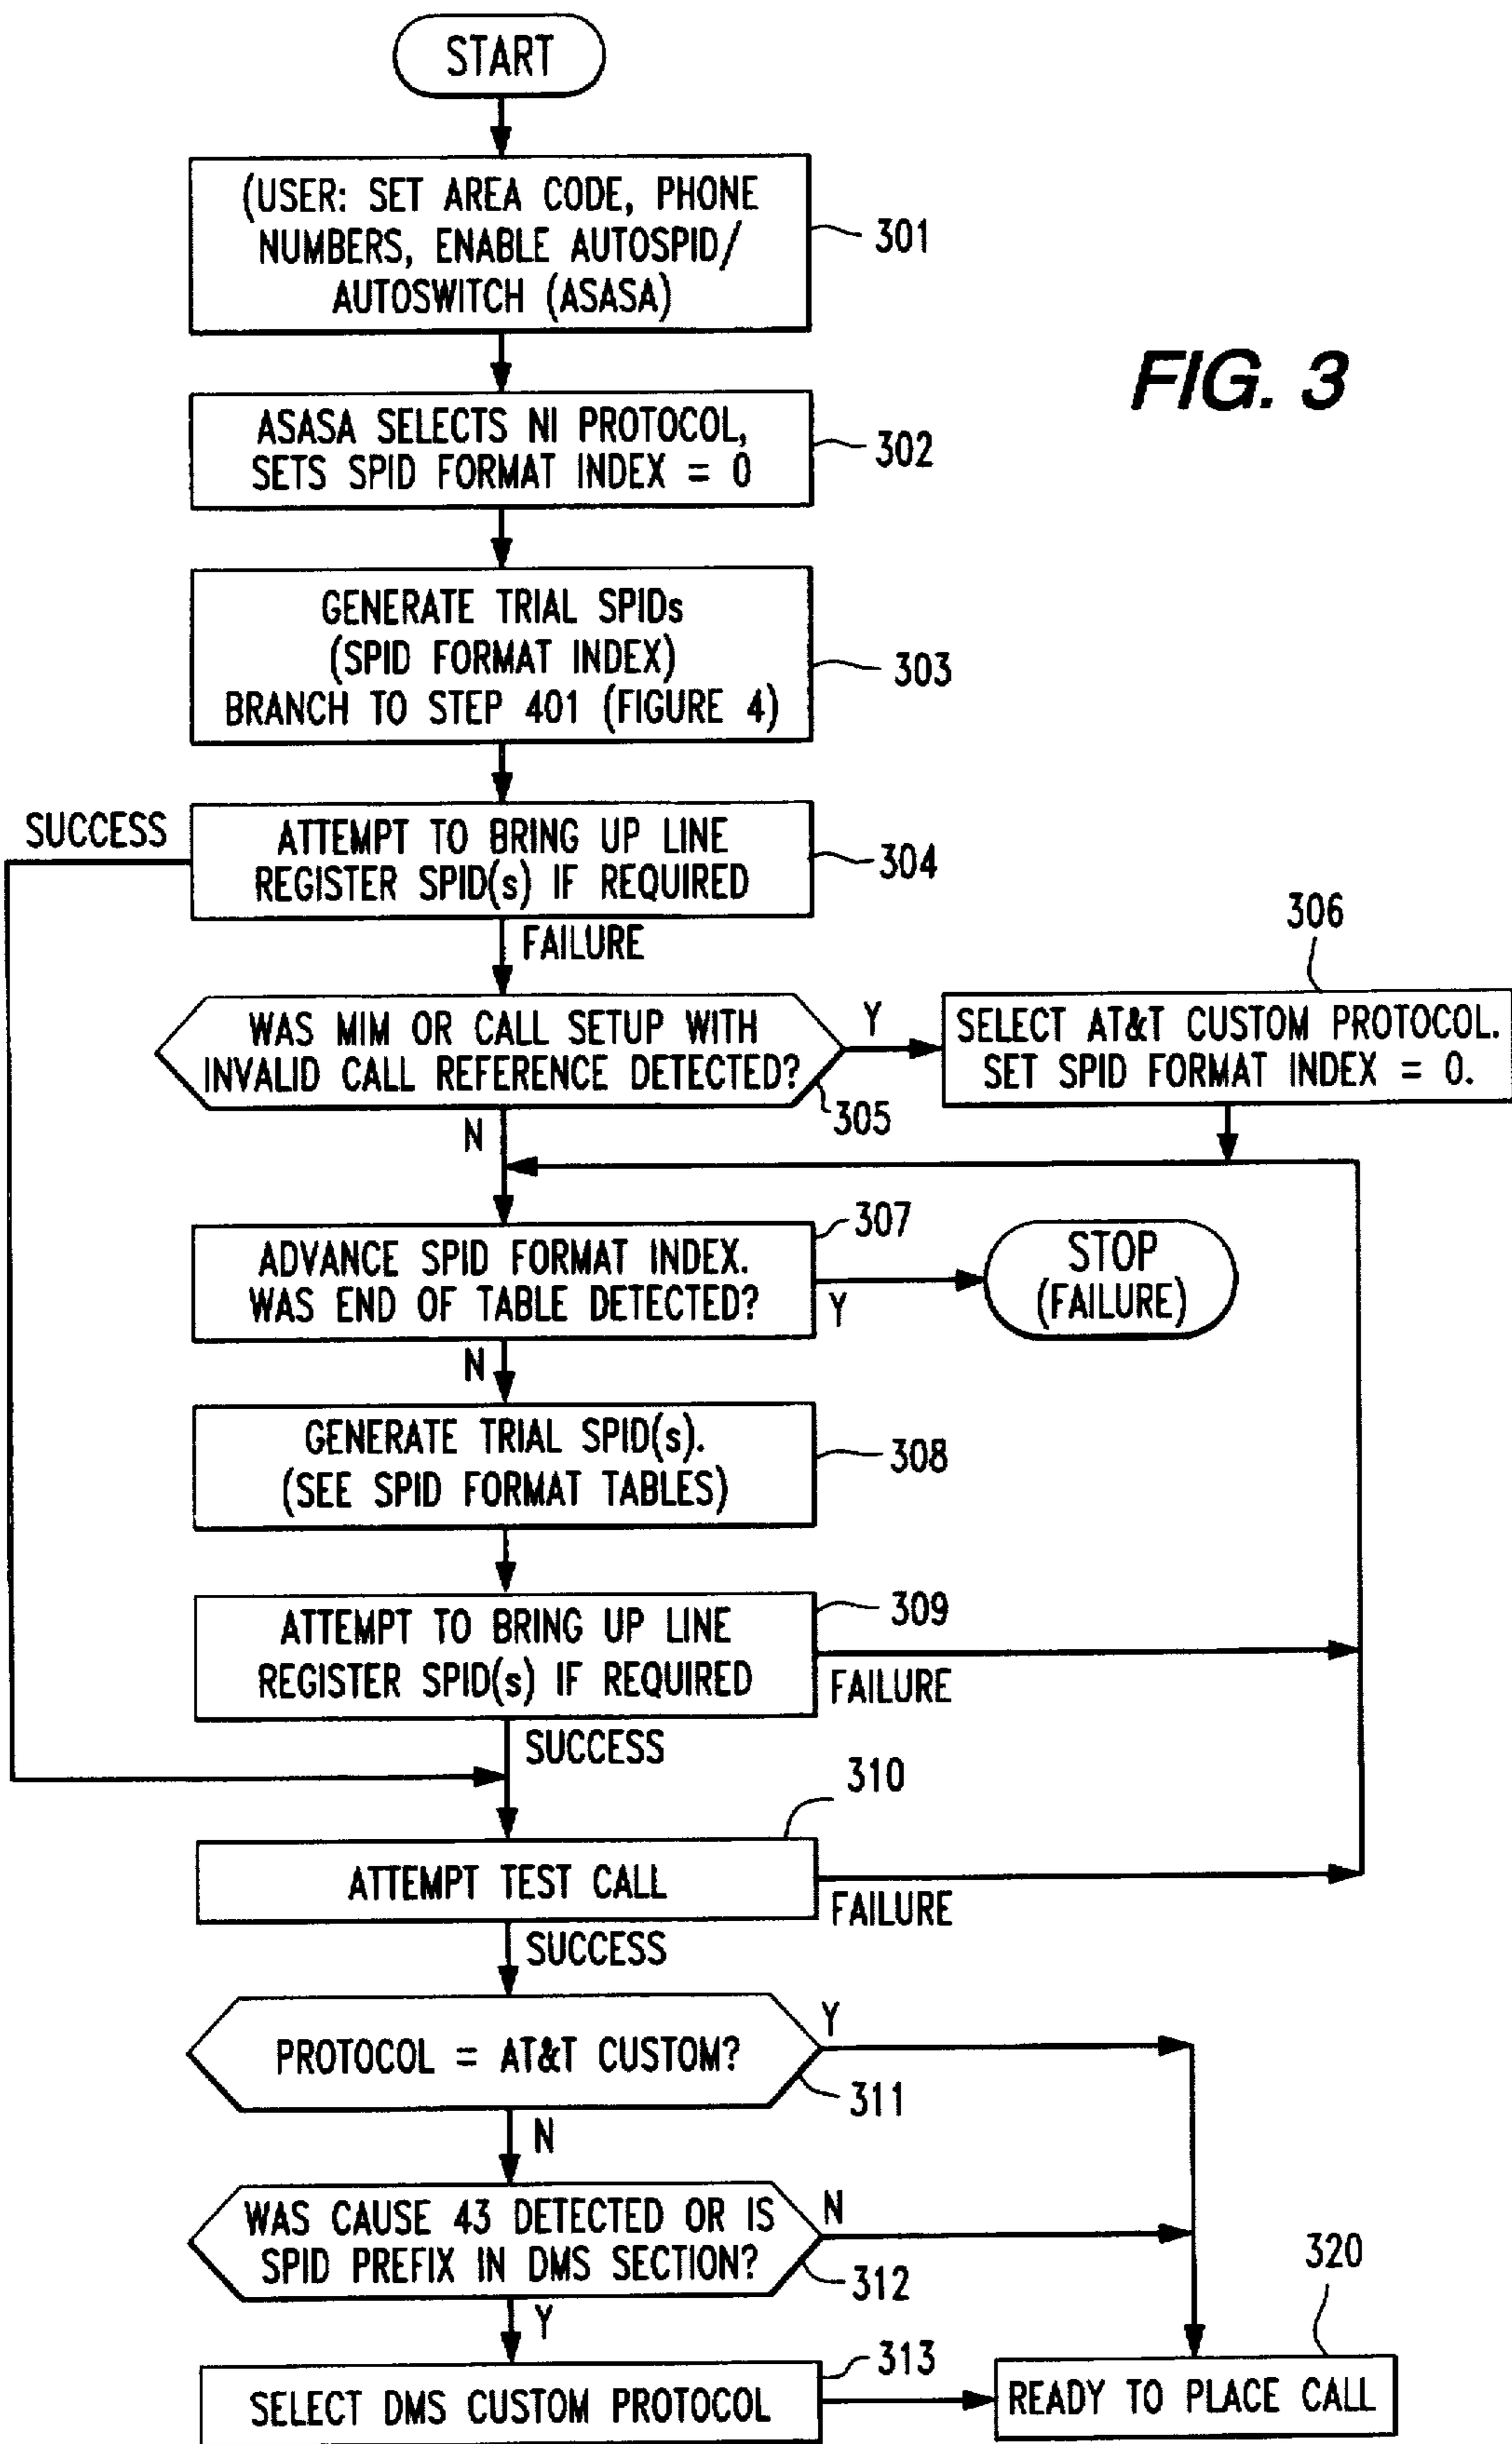 START
(USER: SET AREA CODE, PHONE
NUMBERS, ENABLE AUTOSPID/
AUTOSWITCH (ASASA)
301
FIG. 3
ASASA SELECTS NI PROTOCOL,
SETS SPID FORMAT INDEX = 0
302
GENERATE TRIAL SPIDs
(SPID FORMAT INDEX)
BRANCH TO STEP 401 (FIGURE 4)
303
SUCCESS
ATTEMPT TO BRING UP LINE
REGISTER SPID(s) IF REQUIRED
304
FAILURE
306
WAS MIM OR CALL SETUP WITH
INVALID CALL REFERENCE DETECTED?
305
Y
SELECT AT&T CUSTOM PROTOCOL.
SET SPID FORMAT INDEX = 0.
N
307
ADVANCE SPID FORMAT INDEX.
WAS END OF TABLE DETECTED?
Y
STOP
(FAILURE)
N
GENERATE TRIAL SPID(s).
(SEE SPID FORMAT TABLES)
308
ATTEMPT TO BRING UP LINE
REGISTER SPID(s) IF REQUIRED
309
FAILURE
SUCCESS
310
ATTEMPT TEST CALL
FAILURE
SUCCESS
PROTOCOL = AT&T CUSTOM?
Y
311
N
WAS CAUSE 43 DETECTED OR IS
SPID PREFIX IN DMS SECTION?
N
312
320
Y
313
SELECT DMS CUSTOM PROTOCOL
READY TO PLACE CALL